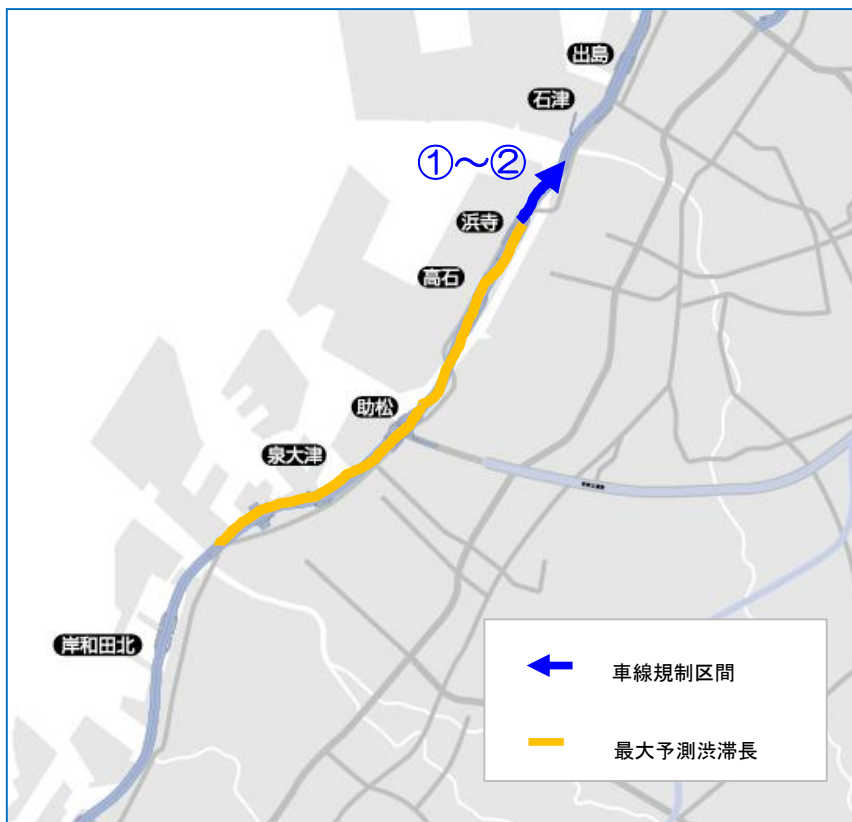 出島
石津
①～②
浜寺
高石
助松
泉大津
岸和田北
車線規制区間
最大予測渋滞長